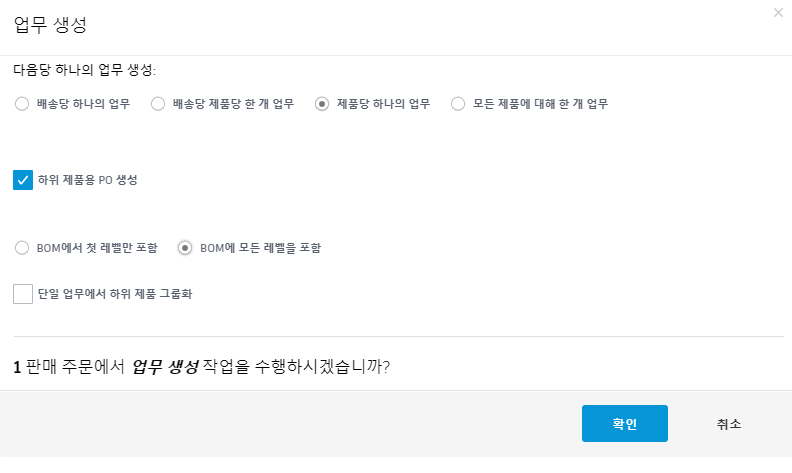 업무 생성
다음당 하나의 업무 생성:
배송당 하나의 업무 배송당 제품당 한 개 업무 제품당 하나의 업무 모든 제품에 대해 한 개 업무
하위 제품용 PO 생성
BOM에서 첫 레벨만 포함 BOM에 모든 레벨을 포함
단일 업무에서 하위 제품 그룹화
1 판매 주문에서 업무 생성 작업을 수행하시겠습니까?
확인 취소